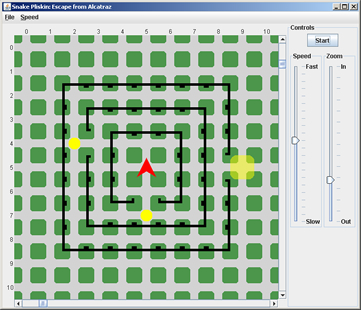 Snake Pliskin: Escape from Alcatraz
File Speed
0 1 2 3 4 5 6 7 8 9 10
0
1
2
3
4
5
6
7
8
9
10
Controls
Start
Speed Zoom
Fast In
Slow Out